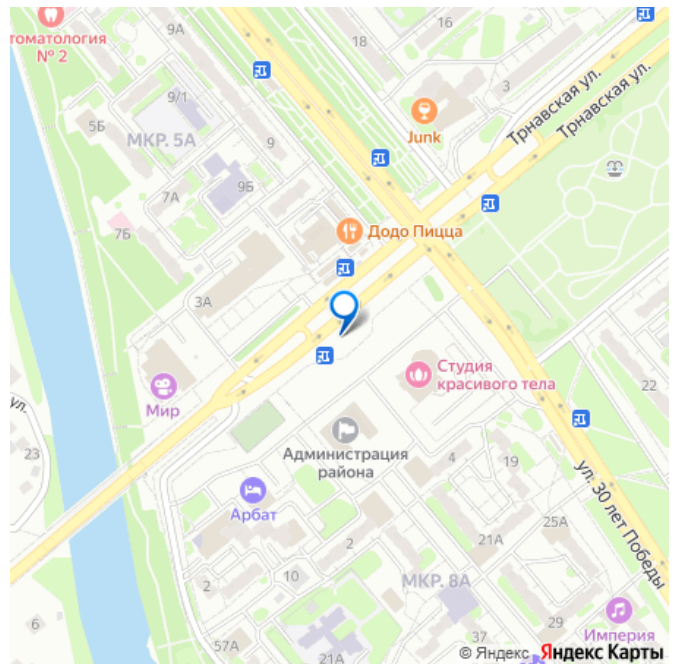 9А
16
18
томатология
№ 2
9/1
3
Трнавская ул.
Трнавская ул.
5Б
Junk
МКР. 5А
9
9Б
7А
7Б
Додо Пицца
3А
Студия
красивого тела
22
Мир
ул.
23
Администрация
района
4
19
Арбат
ул. 30 лет Победы
25А
21А
2
10
МКР. 8А
2
6
57А
21А
37
29
Империя
© Яндекс Яндекс Карты